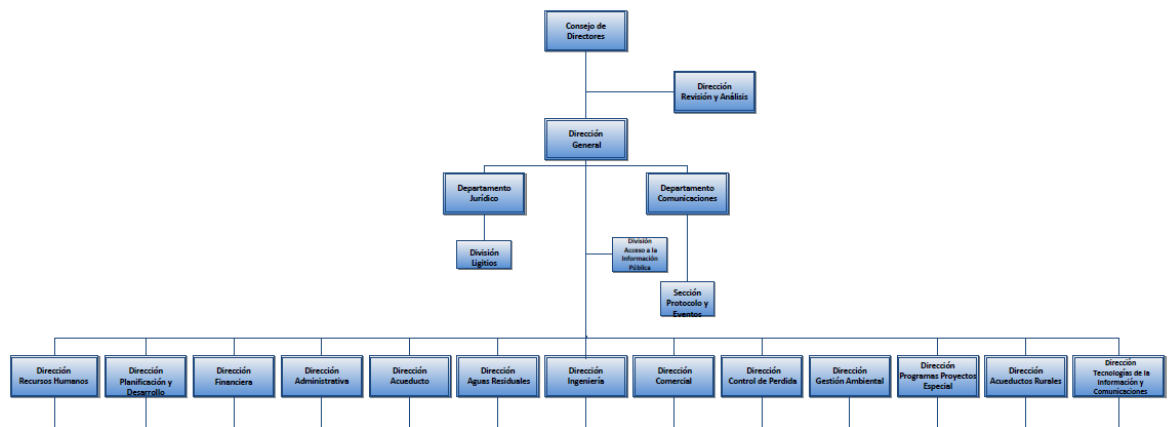 Consejo de
Directores
Dirección
Revisión y Análisis
Dirección
General
Departamento
Jurídico
Departamento
Comunicaciones
División
Ligitios
División
Acceso a la
Información
Pública
Sección
Protocolo y
Eventos
Dirección
Recursos Humanos
Dirección
Planificación y
Desarrollo
Dirección
Financiera
Dirección
Administrativa
Dirección
Acueducto
Dirección
Aguas Residuales
Dirección
Ingeniería
Dirección
Comercial
Dirección
Control de Perdida
Dirección
Gestión Ambiental
Dirección
Programas Proyectos
Especial
Dirección
Acueductos Rurales
Dirección
Tecnologías de la
Información y
Comunicaciones